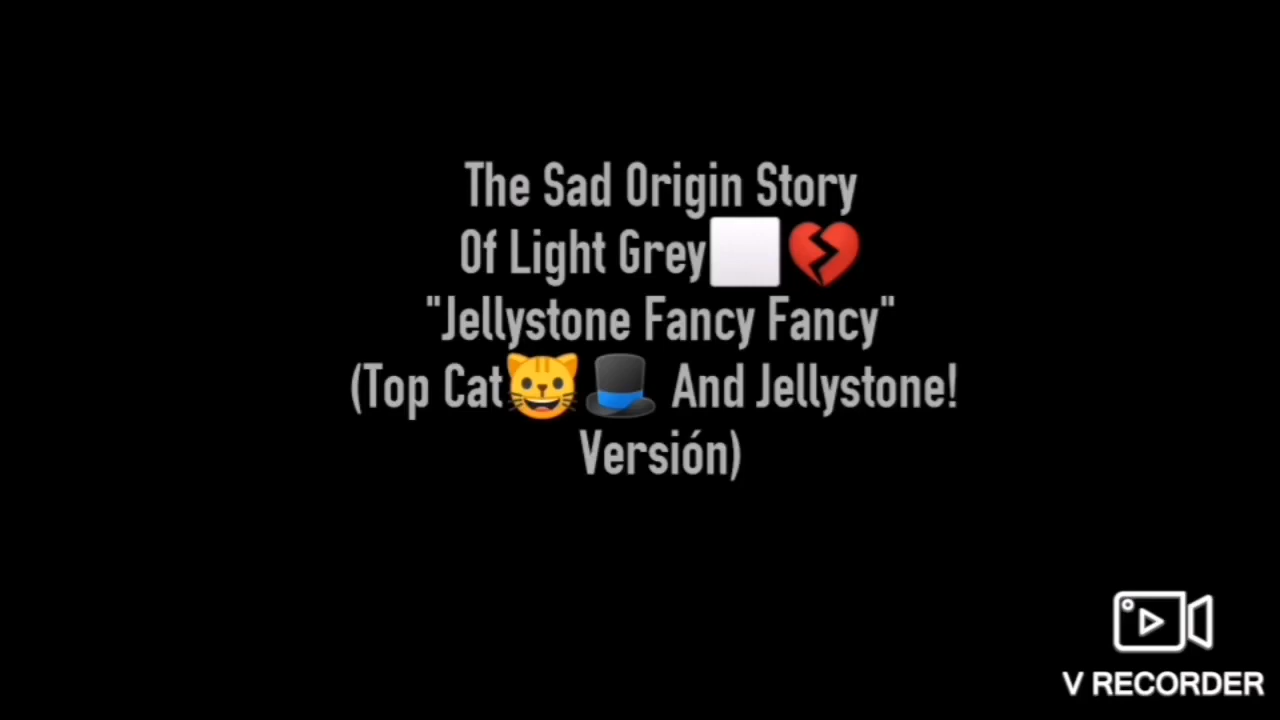 The Sad Origin Story
Of Light Grey⬜💔
"Jellystone Fancy Fancy"
(Top Cat😺🎩 And Jellystone!
Versión)
V RECORDER